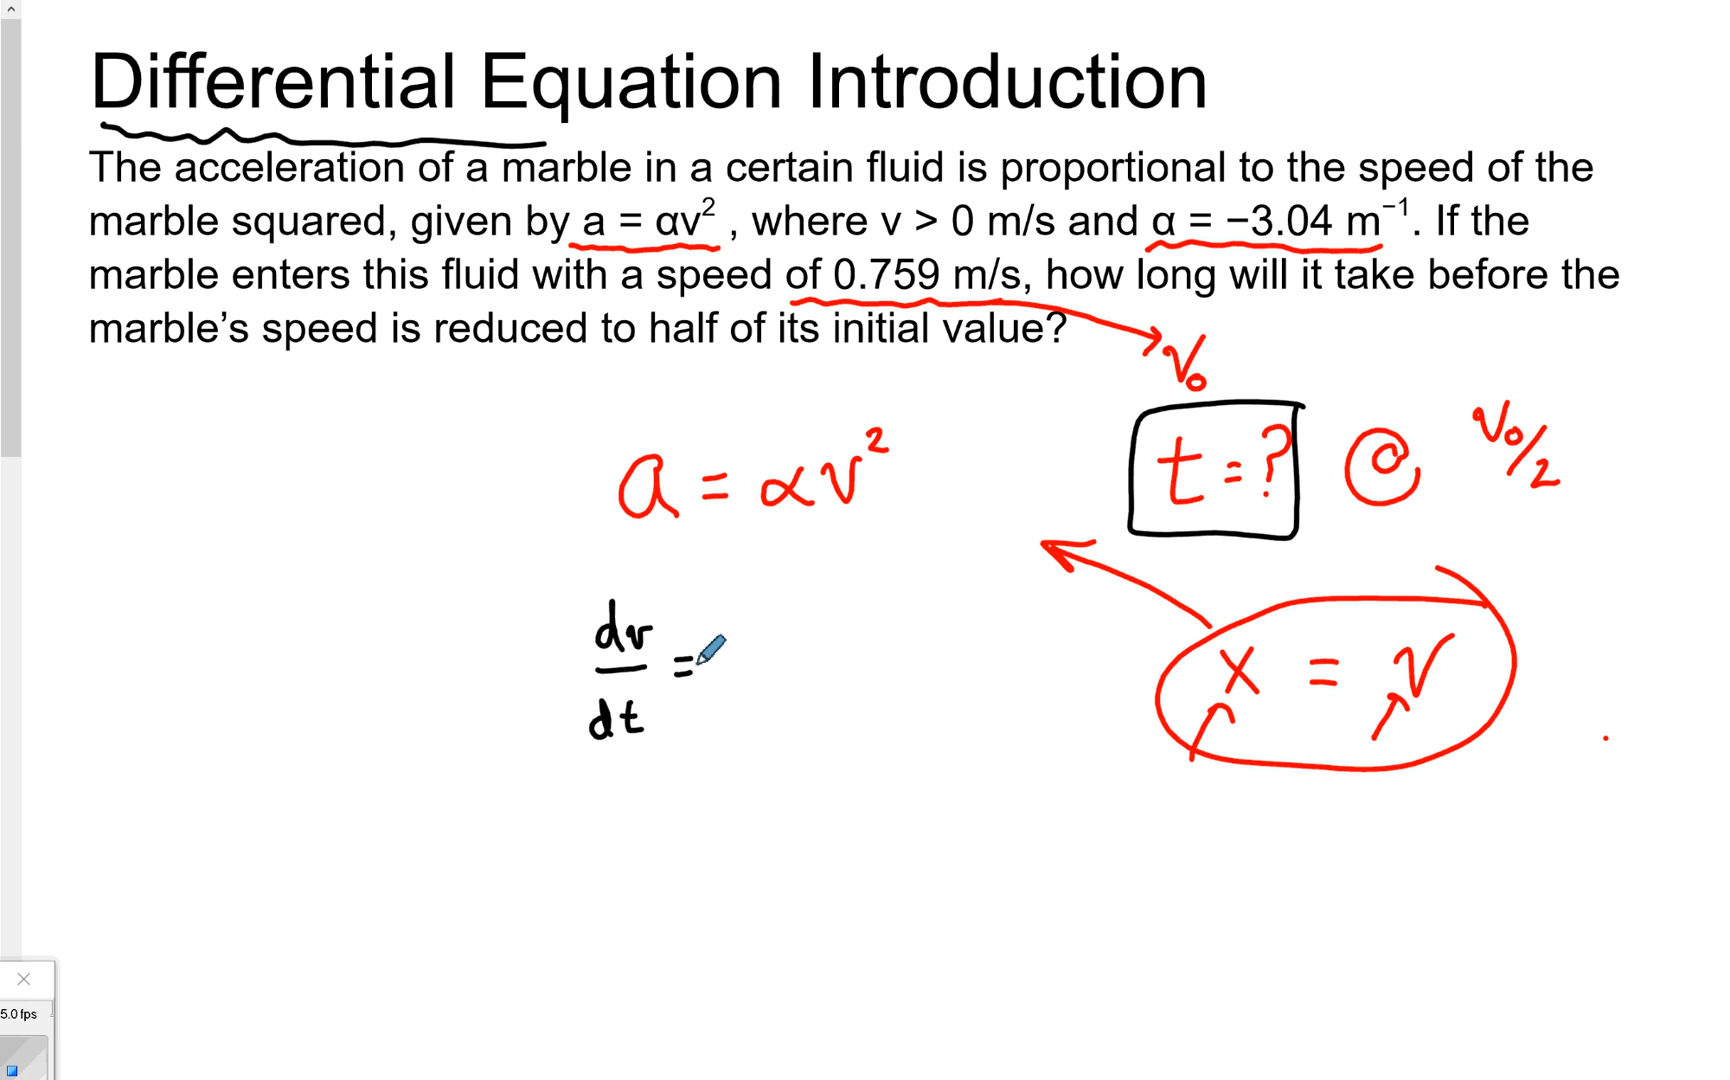 Differential Equation Introduction
The acceleration of a marble in a certain fluid is proportional to the speed of the
marble squared, given by a = αv² , where v > 0 m/s and α = −3.04 m⁻¹. If the
marble enters this fluid with a speed of 0.759 m/s, how long will it take before the
marble's speed is reduced to half of its initial value?
v₀
a = αv²
t = ? @ v₀/2
dv/dt =
x = v
5.0 fps